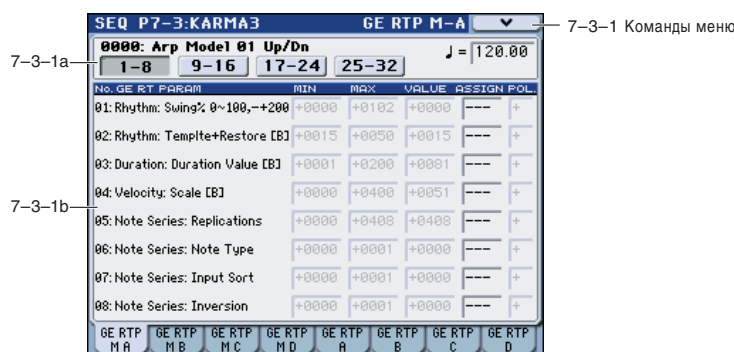 SEQ P7-3:KARMA3 GE RTP M-A
7-3-1 Команды меню
0000: Arp Model 01 Up/Dn ♩= 120.00
7-3-1a
1-8 9-16 17-24 25-32
No. GE RT PARAM MIN MAX VALUE ASSIGN POL.
01: Rhythm: Swing% 0~100,-+200 +0000 +0102 +0000 --- +
02: Rhythm: Templte+Restore [B] +0015 +0050 +0015 --- +
03: Duration: Duration Value [B] +0001 +0200 +0081 --- +
04: Velocity: Scale [B] +0000 +0400 +0051 --- +
7-3-1b
05: Note Series: Replications +0000 +0408 +0408 --- +
06: Note Series: Note Type +0000 +0001 +0000 --- +
07: Note Series: Input Sort +0000 +0001 +0000 --- +
08: Note Series: Inversion +0000 +0001 +0000 --- +
GE RTP GE RTP GE RTP GE RTP GE RTP GE RTP GE RTP GE RTP
M A M B M C M D A B C D